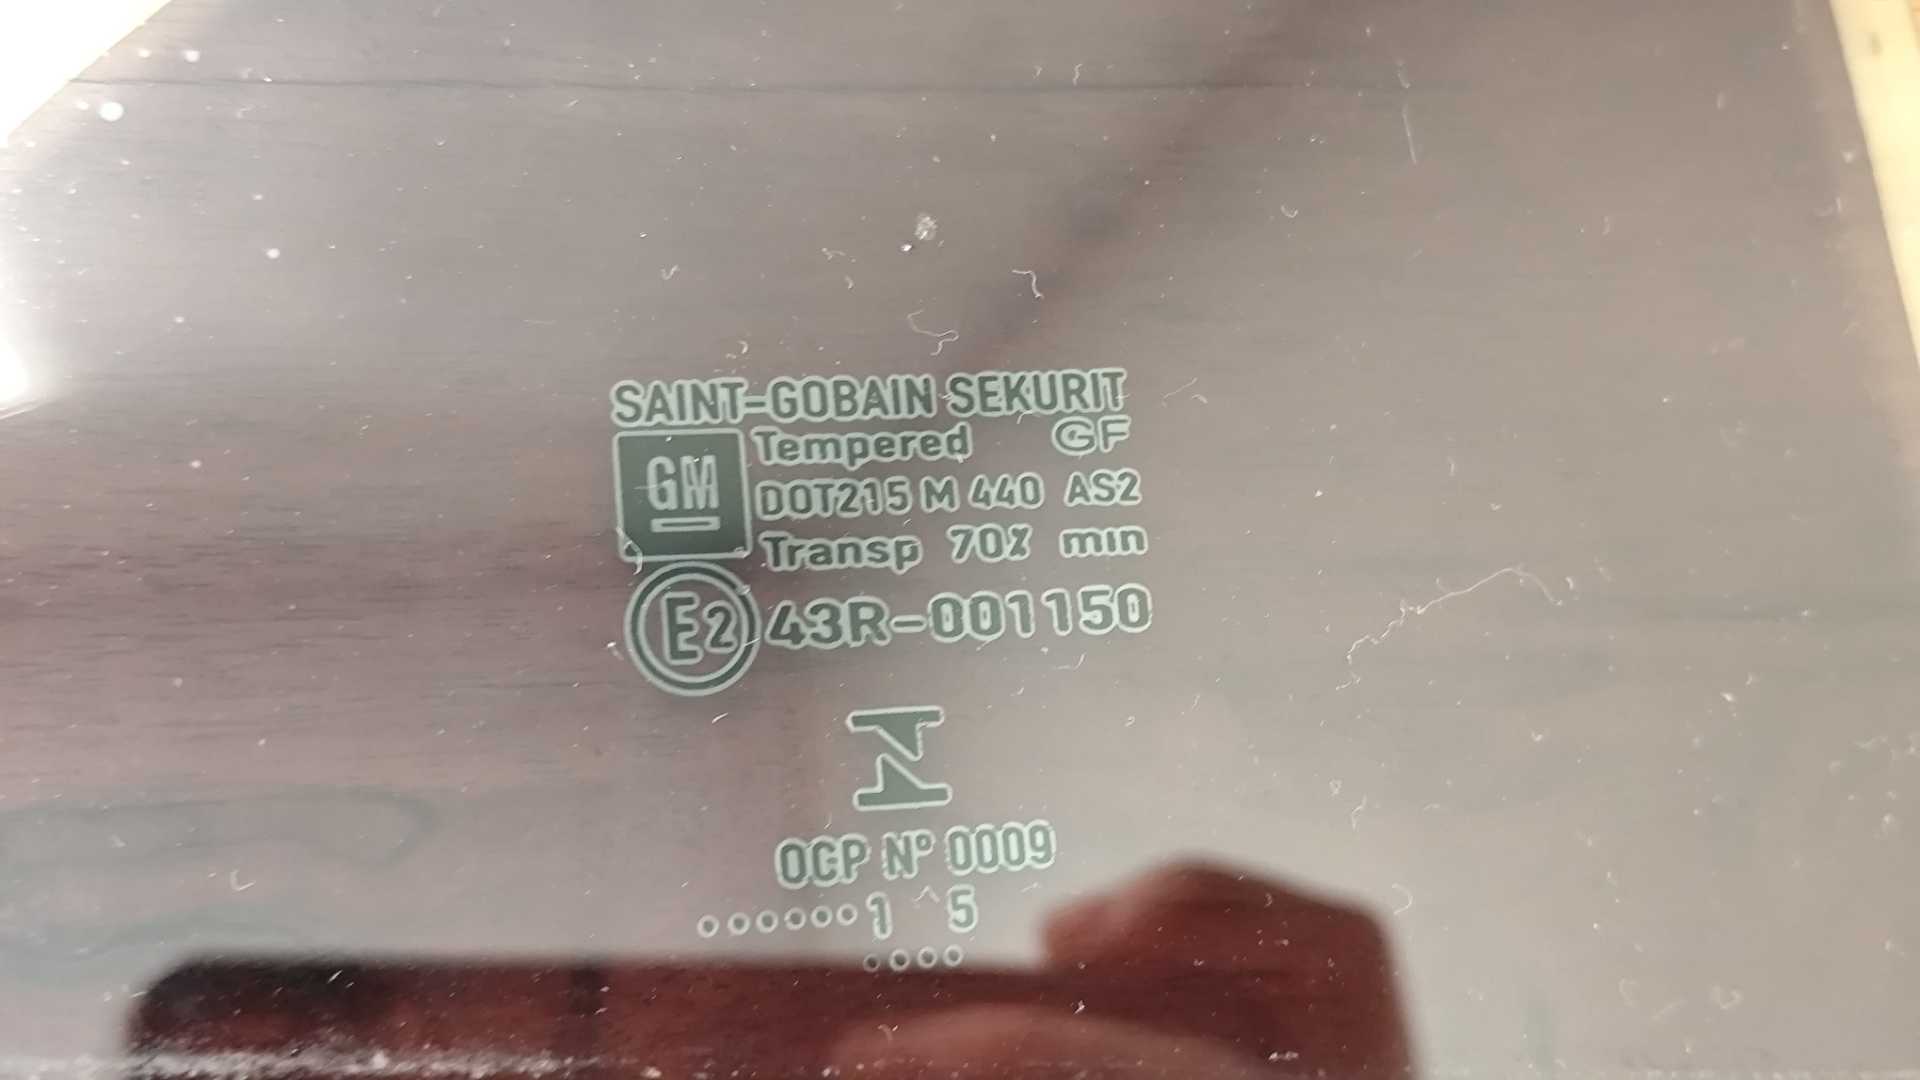 SAINT-GOBAIN SEKURIT
GM
Tempered GF
DOT215 M 440 AS2
Transp 70% min
E2 43R-001150
OCP Nº 0009
1 5